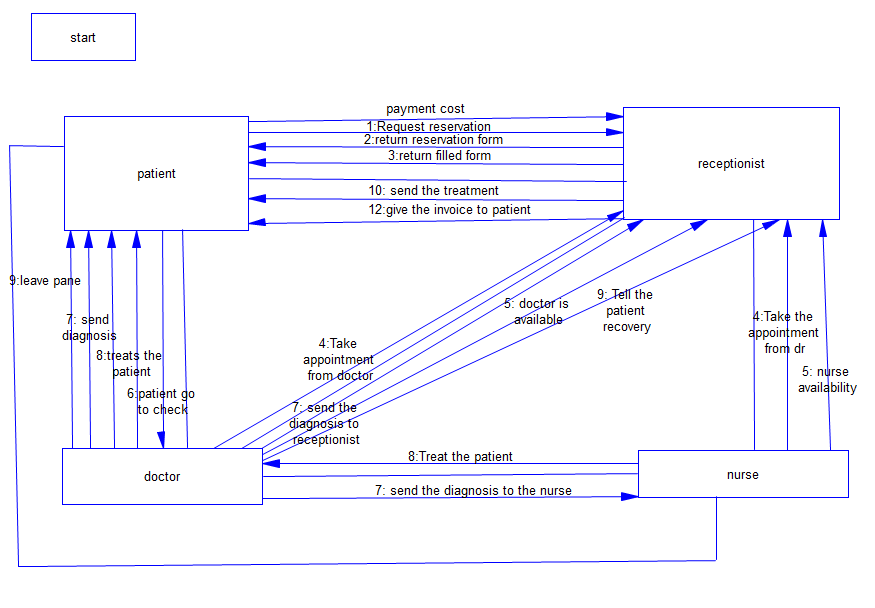 start
payment cost
1:Request reservation
2:return reservation form
3:return filled form
patient
receptionist
10: send the treatment
12:give the invoice to patient
9:leave pane
7: send
diagnosis
8:treats the
patient
6:patient go
to check
4:Take
appointment
from doctor
7: send the
diagnosis to
receptionist
5: doctor is
available
9: Tell the
patient
recovery
4:Take the
appointment
from dr
5: nurse
availability
8:Treat the patient
doctor
nurse
7: send the diagnosis to the nurse